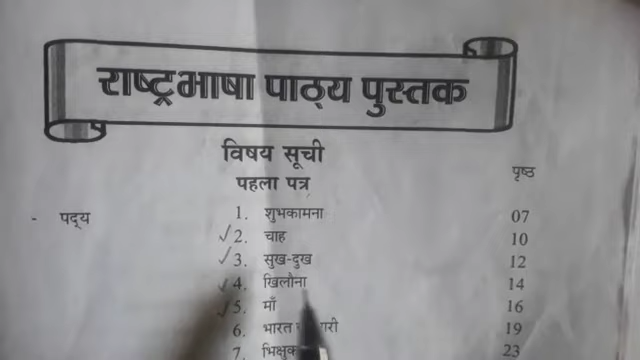 राष्ट्रभाषा पाठ्य पुस्तक
विषय सूची
पहला पत्र पृष्ठ
- पद्य 1. शुभकामना 07
2. चाह 10
3. सुख-दुख 12
4. खिलौना 14
5. माँ 16
6. भारत 19
7. 23